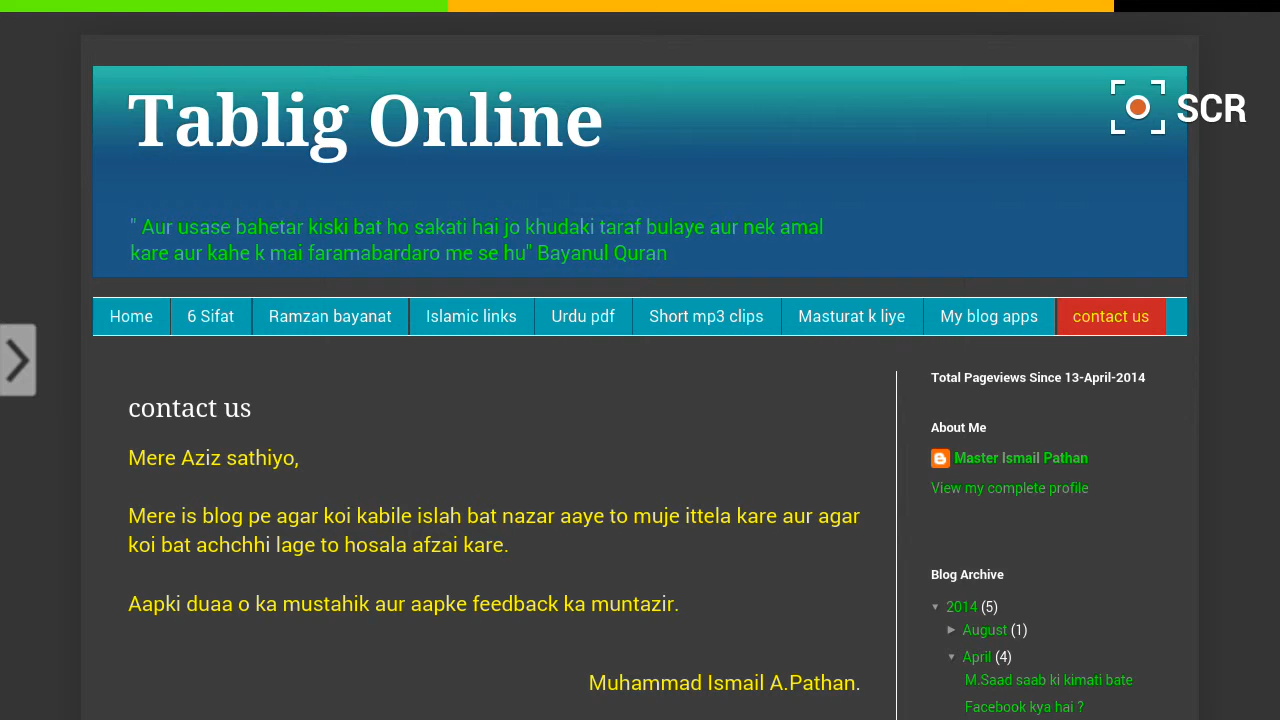 Tablig Online
SCR
" Aur usase bahetar kiski bat ho sakati hai jo khudaki taraf bulaye aur nek amal
kare aur kahe k mai faramabardaro me se hu" Bayanul Quran
Home 6 Sifat Ramzan bayanat Islamic links Urdu pdf Short mp3 clips Masturat k liye My blog apps contact us
contact us
Mere Aziz sathiyo,
Mere is blog pe agar koi kabile islah bat nazar aaye to muje ittela kare aur agar
koi bat achchhi lage to hosala afzai kare.
Aapki duaa o ka mustahik aur aapke feedback ka muntazir.
Muhammad Ismail A.Pathan.
Total Pageviews Since 13-April-2014
About Me
Master Ismail Pathan
View my complete profile
Blog Archive
▼ 2014 (5)
► August (1)
▼ April (4)
M.Saad saab ki kimati bate
Facebook kya hai ?